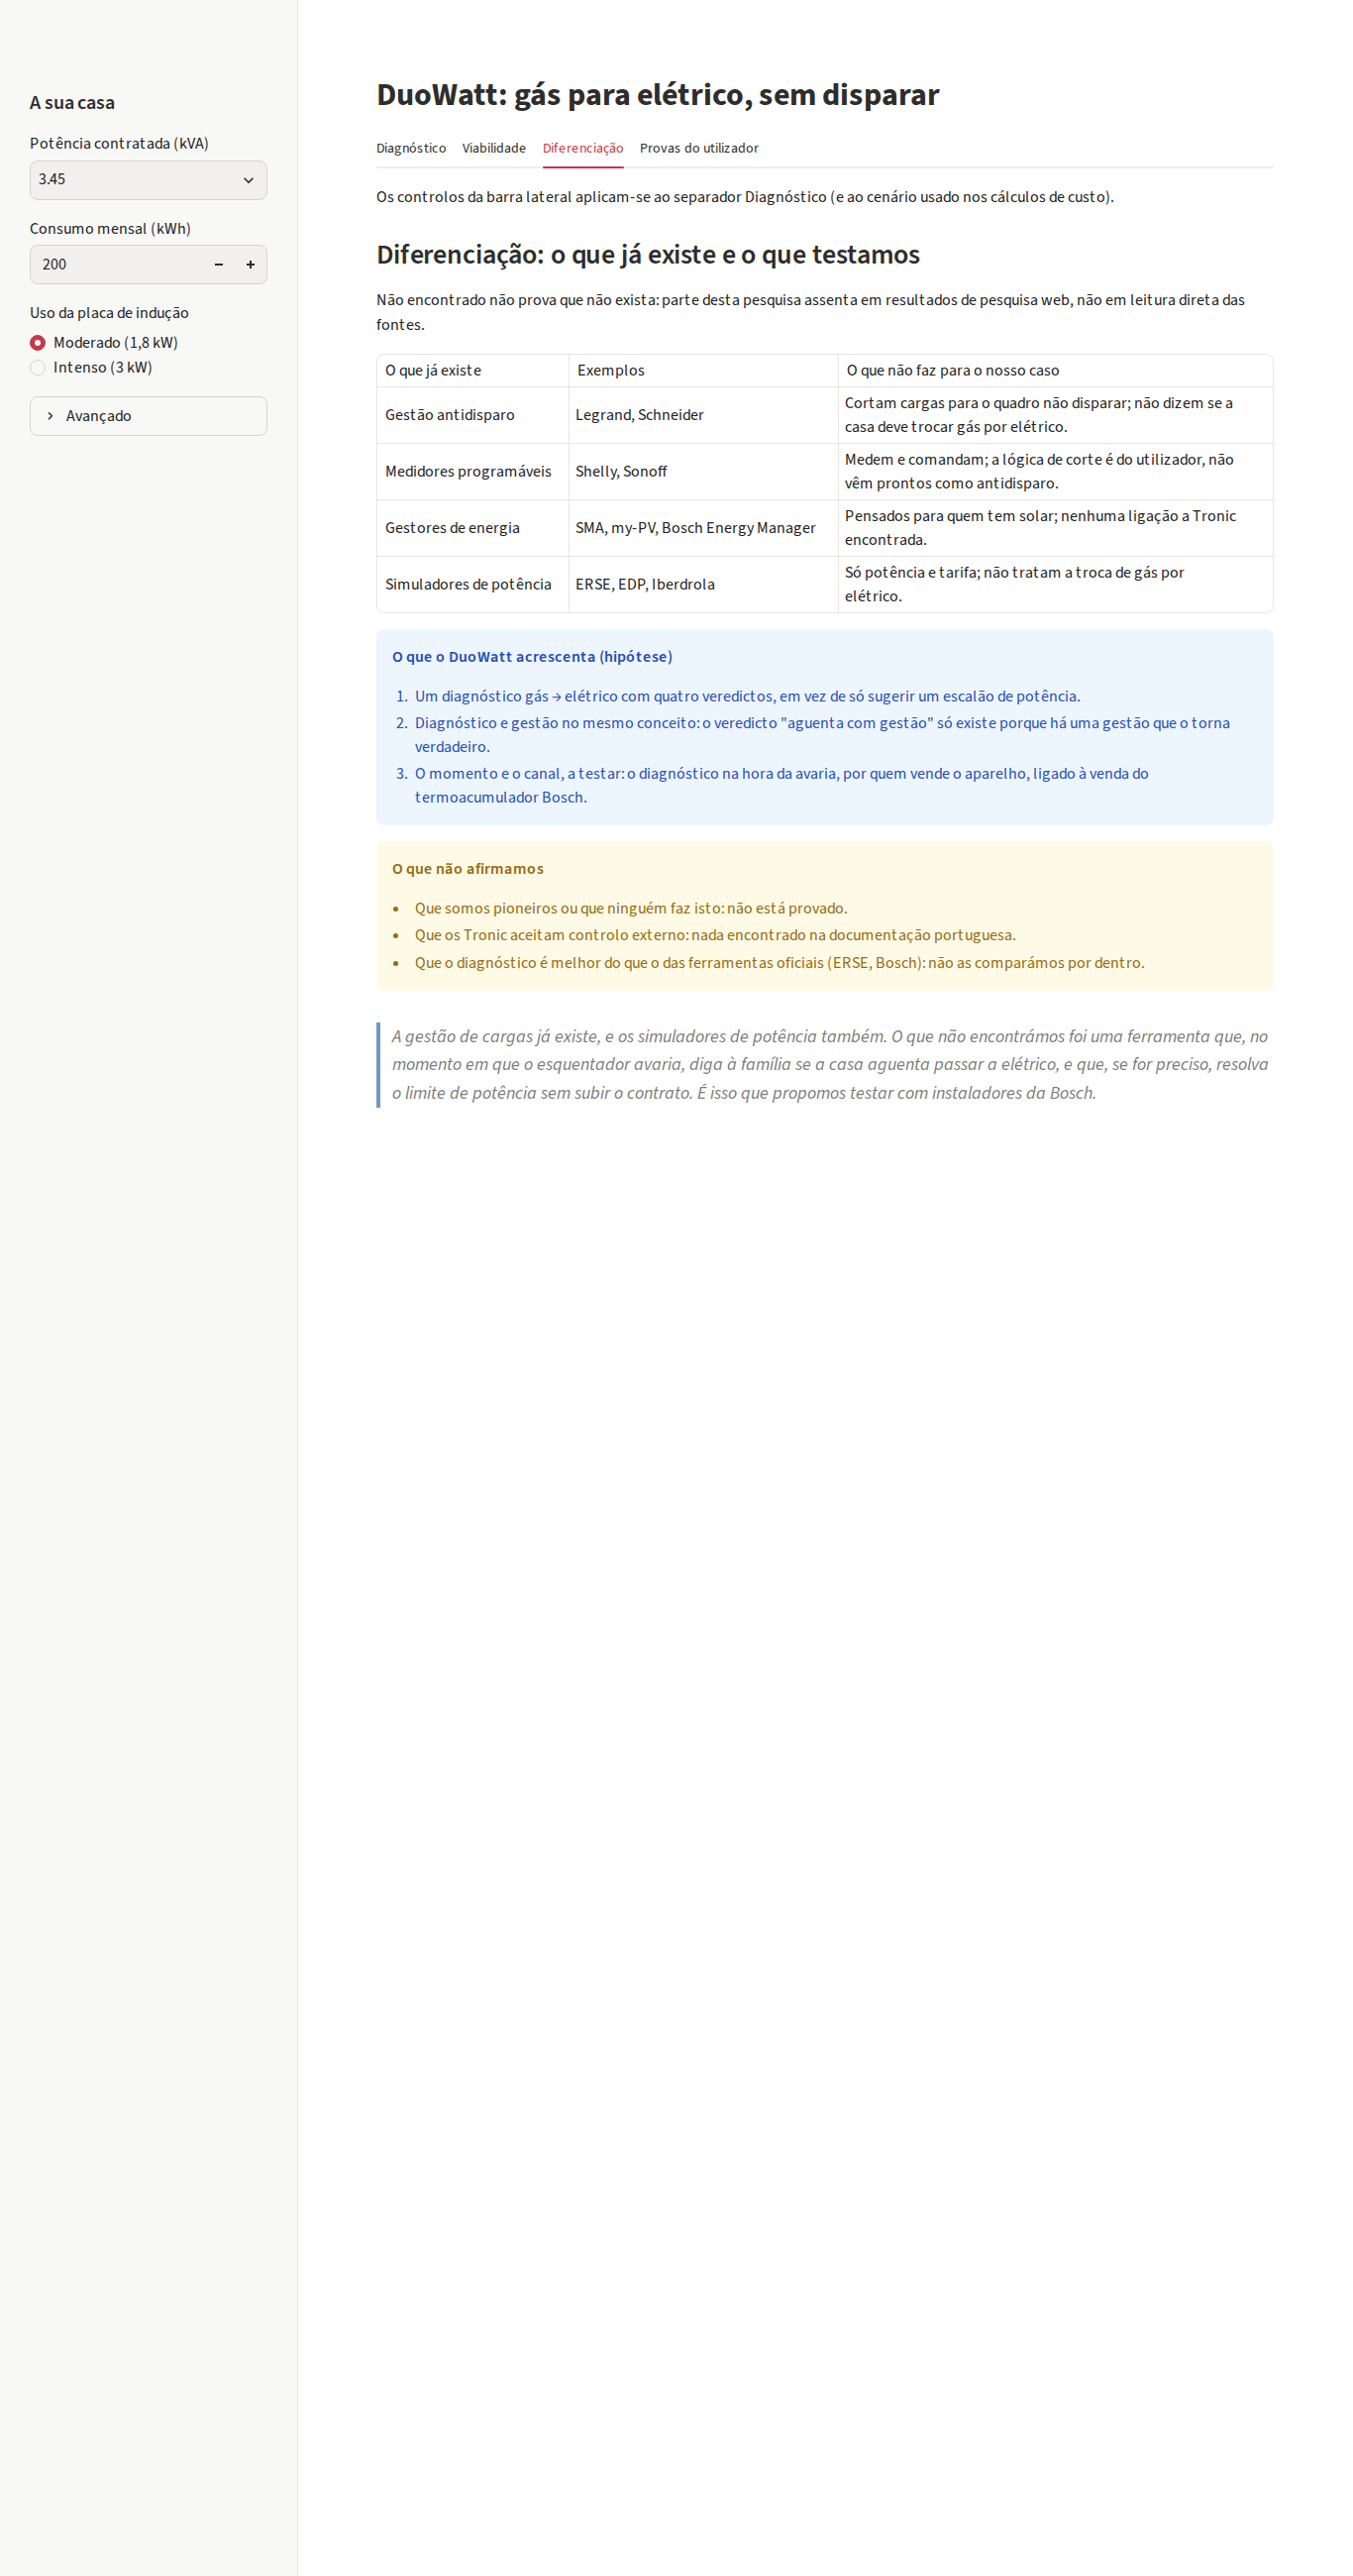 A sua casa
Potência contratada (kVA)
3.45
Consumo mensal (kWh)
200
Uso da placa de indução
Moderado (1,8 kW)
Intenso (3 kW)
Avançado
DuoWatt: gás para elétrico, sem disparar
Diagnóstico Viabilidade Diferenciação Provas do utilizador
Os controlos da barra lateral aplicam-se ao separador Diagnóstico (e ao cenário usado nos cálculos de custo).
Diferenciação: o que já existe e o que testamos
Não encontrado não prova que não exista: parte desta pesquisa assenta em resultados de pesquisa web, não em leitura direta das
fontes.
O que já existe Exemplos O que não faz para o nosso caso
Gestão antidisparo Legrand, Schneider Cortam cargas para o quadro não disparar; não dizem se a
casa deve trocar gás por elétrico.
Medidores programáveis Shelly, Sonoff Medem e comandam; a lógica de corte é do utilizador, não
vêm prontos como antidisparo.
Gestores de energia SMA, my-PV, Bosch Energy Manager Pensados para quem tem solar; nenhuma ligação a Tronic
encontrada.
Simuladores de potência ERSE, EDP, Iberdrola Só potência e tarifa; não tratam a troca de gás por
elétrico.
O que o DuoWatt acrescenta (hipótese)
1. Um diagnóstico gás → elétrico com quatro veredictos, em vez de só sugerir um escalão de potência.
2. Diagnóstico e gestão no mesmo conceito: o veredicto "aguenta com gestão" só existe porque há uma gestão que o torna
verdadeiro.
3. O momento e o canal, a testar: o diagnóstico na hora da avaria, por quem vende o aparelho, ligado à venda do
termoacumulador Bosch.
O que não afirmamos
• Que somos pioneiros ou que ninguém faz isto: não está provado.
• Que os Tronic aceitam controlo externo: nada encontrado na documentação portuguesa.
• Que o diagnóstico é melhor do que o das ferramentas oficiais (ERSE, Bosch): não as comparámos por dentro.
A gestão de cargas já existe, e os simuladores de potência também. O que não encontrámos foi uma ferramenta que, no
momento em que o esquentador avaria, diga à família se a casa aguenta passar a elétrico, e que, se for preciso, resolva
o limite de potência sem subir o contrato. É isso que propomos testar com instaladores da Bosch.